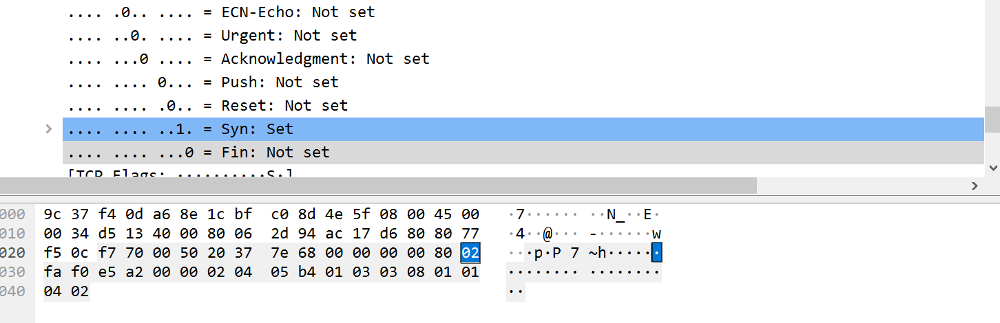 .... .0.. .... = ECN-Echo: Not set
.... ..0. .... = Urgent: Not set
.... ...0 .... = Acknowledgment: Not set
.... .... 0... = Push: Not set
.... .... .0.. = Reset: Not set
.... .... ..1. = Syn: Set
.... .... ...0 = Fin: Not set
[TCP Flags: ··········S·]
000 9c 37 f4 0d a6 8e 1c bf c0 8d 4e 5f 08 00 45 00 ·7······ ··N_··E·
010 00 34 d5 13 40 00 80 06 2d 94 ac 17 d6 80 80 77 ·4··@··· -······w
020 f5 0c f7 70 00 50 20 37 7e 68 00 00 00 00 80 02 ···p·P 7 ~h······
030 fa f0 e5 a2 00 00 02 04 05 b4 01 03 03 08 01 01 ········ ········
040 04 02 ··